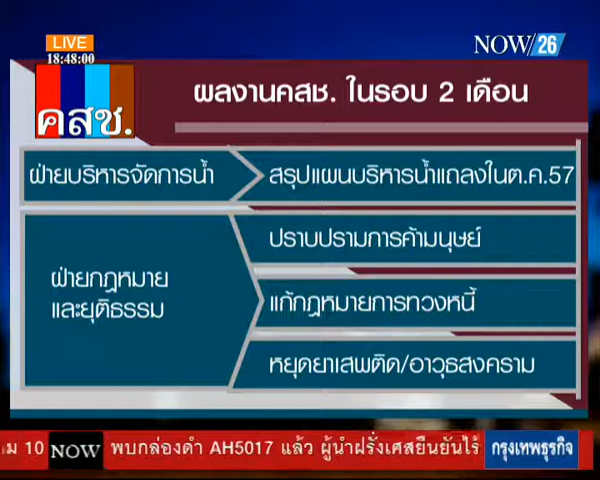 LIVE
18:48:00
NOW 26
คสช.
ผลงานคสช. ในรอบ 2 เดือน
ฝ่ายบริหารจัดการน้ำ
สรุปแผนบริหารน้ำแถลงในต.ค.57
ฝ่ายกฎหมาย
และยุติธรรม
ปราบปรามการค้ามนุษย์
แก้กฎหมายการทวงหนี้
หยุดยาเสพติด/อาวุธสงคราม
10 NOW พบกล่องดำ AH5017 แล้ว ผู้นำฝรั่งเศสยืนยันไร้
กรุงเทพธุรกิจ